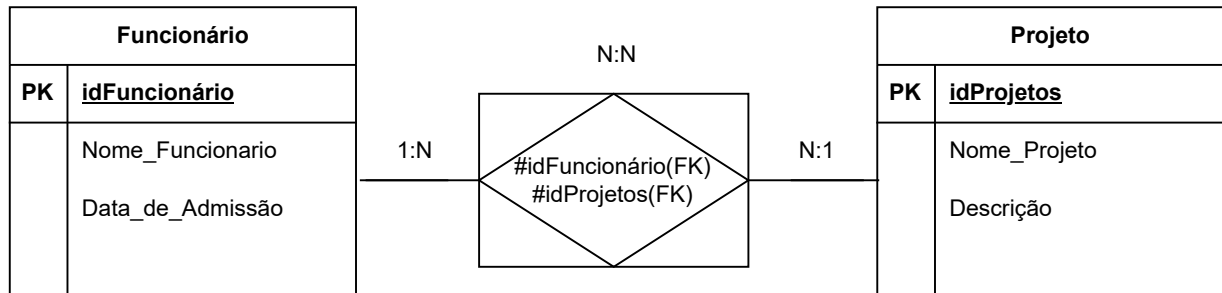 Funcionário
PK idFuncionário
Nome_Funcionario
Data_de_Admissão
1:N
N:N
#idFuncionário(FK)
#idProjetos(FK)
N:1
Projeto
PK idProjetos
Nome_Projeto
Descrição